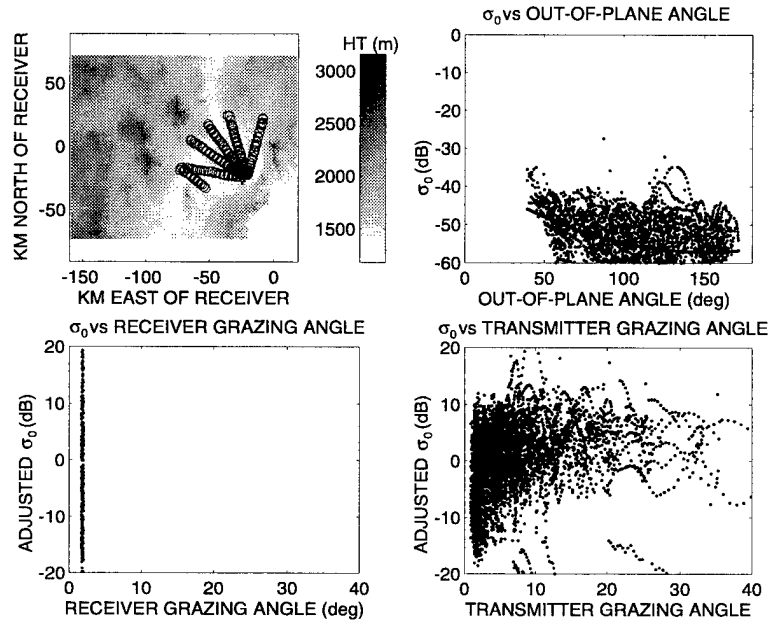 σ₀ vs OUT-OF-PLANE ANGLE
HT (m)
3000
2500
2000
1500
50
0
-50
KM NORTH OF RECEIVER
-150 -100 -50 0
KM EAST OF RECEIVER
0
-10
-20
-30
-40
-50
-60
σ₀ (dB)
0 50 100 150
OUT-OF-PLANE ANGLE (deg)
σ₀ vs RECEIVER GRAZING ANGLE
20
10
0
-10
-20
ADJUSTED σ₀ (dB)
0 10 20 30 40
RECEIVER GRAZING ANGLE (deg)
σ₀ vs TRANSMITTER GRAZING ANGLE
20
10
0
-10
-20
ADJUSTED σ₀ (dB)
0 10 20 30 40
TRANSMITTER GRAZING ANGLE